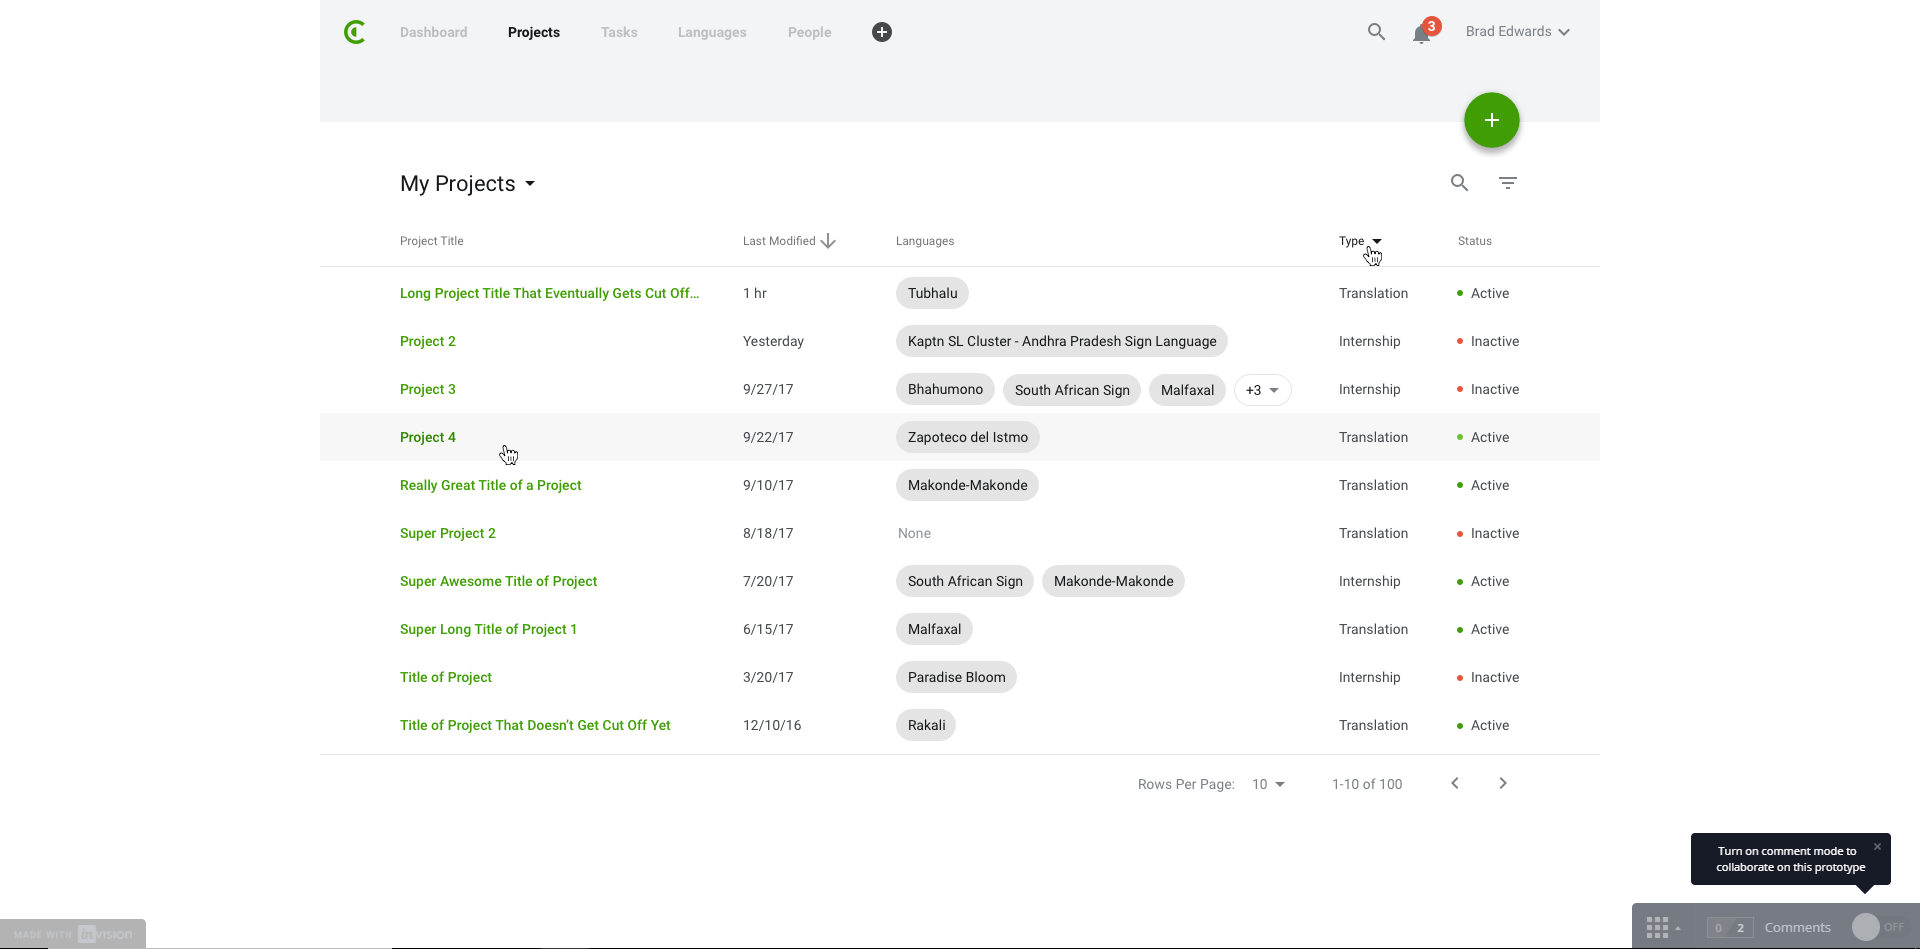 Dashboard Projects Tasks Languages People 3 Brad Edwards
My Projects
Project Title Last Modified Languages Type Status
Long Project Title That Eventually Gets Cut Off... 1 hr Tubhalu Translation Active
Project 2 Yesterday Kaptn SL Cluster - Andhra Pradesh Sign Language Internship Inactive
Project 3 9/27/17 Bhahumono South African Sign Malfaxal +3 Internship Inactive
Project 4 9/22/17 Zapoteco del Istmo Translation Active
Really Great Title of a Project 9/10/17 Makonde-Makonde Translation Active
Super Project 2 8/18/17 None Translation Inactive
Super Awesome Title of Project 7/20/17 South African Sign Makonde-Makonde Internship Active
Super Long Title of Project 1 6/15/17 Malfaxal Translation Active
Title of Project 3/20/17 Paradise Bloom Internship Inactive
Title of Project That Doesn’t Get Cut Off Yet 12/10/16 Rakali Translation Active
Rows Per Page: 10 1-10 of 100
Turn on comment mode to
collaborate on this prototype
MADE WITH invision 0 2 Comments OFF